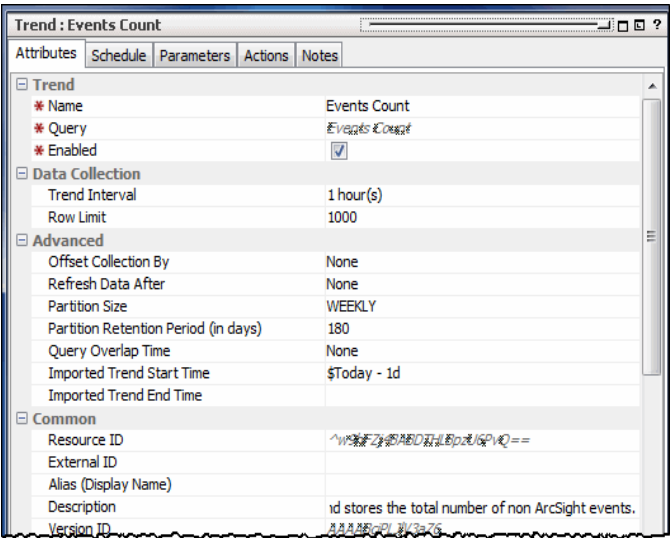 Trend : Events Count
?
Attributes Schedule Parameters Actions Notes
Trend
* Name Events Count
* Query Events Count
* Enabled
Data Collection
Trend Interval 1 hour(s)
Row Limit 1000
Advanced
Offset Collection By None
Refresh Data After None
Partition Size WEEKLY
Partition Retention Period (in days) 180
Query Overlap Time None
Imported Trend Start Time $Today - 1d
Imported Trend End Time
Common
Resource ID
External ID
Alias (Display Name)
Description nd stores the total number of non ArcSight events.
Version ID